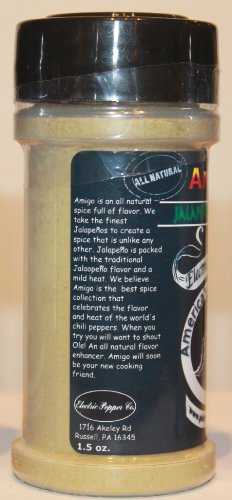 ALL NATURAL
Amigo is an all natural
spice full of flavor. We
take the finest
Jalapeños to create a
spice that is unlike any
other. Jalapeño is packed
with the traditional
Jalapeño flavor and a
mild heat. We believe
Amigo is the best spice
collection that
celebrates the flavor
and heat of the world's
chili peppers. When you
try you will want to shout
Ole! An all natural flavor
enhancer. Amigo will soon
be your new cooking
friend.
Electric Pepper Co.
1716 Akeley Rd
Russell, PA 16345
1.5 oz.
A
JALAP
American